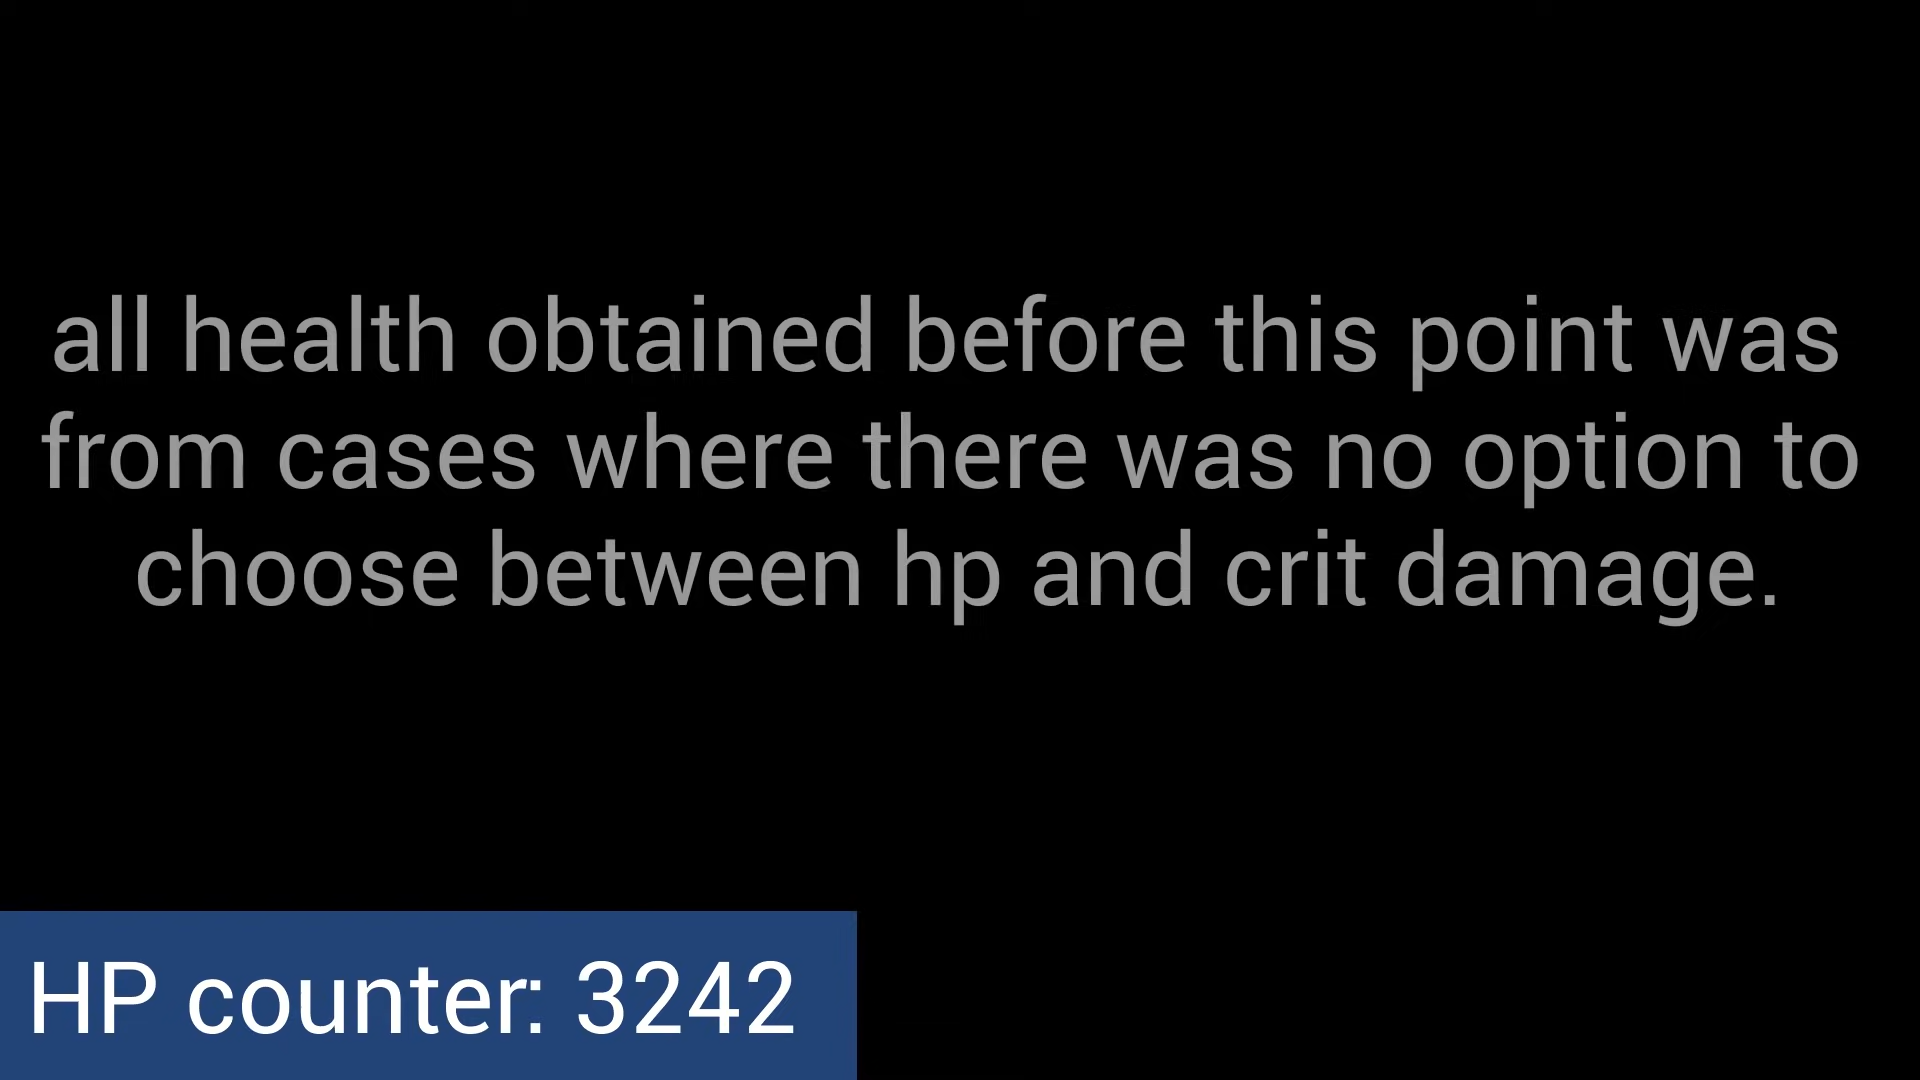 all health obtained before this point was
from cases where there was no option to
choose between hp and crit damage.
HP counter: 3242